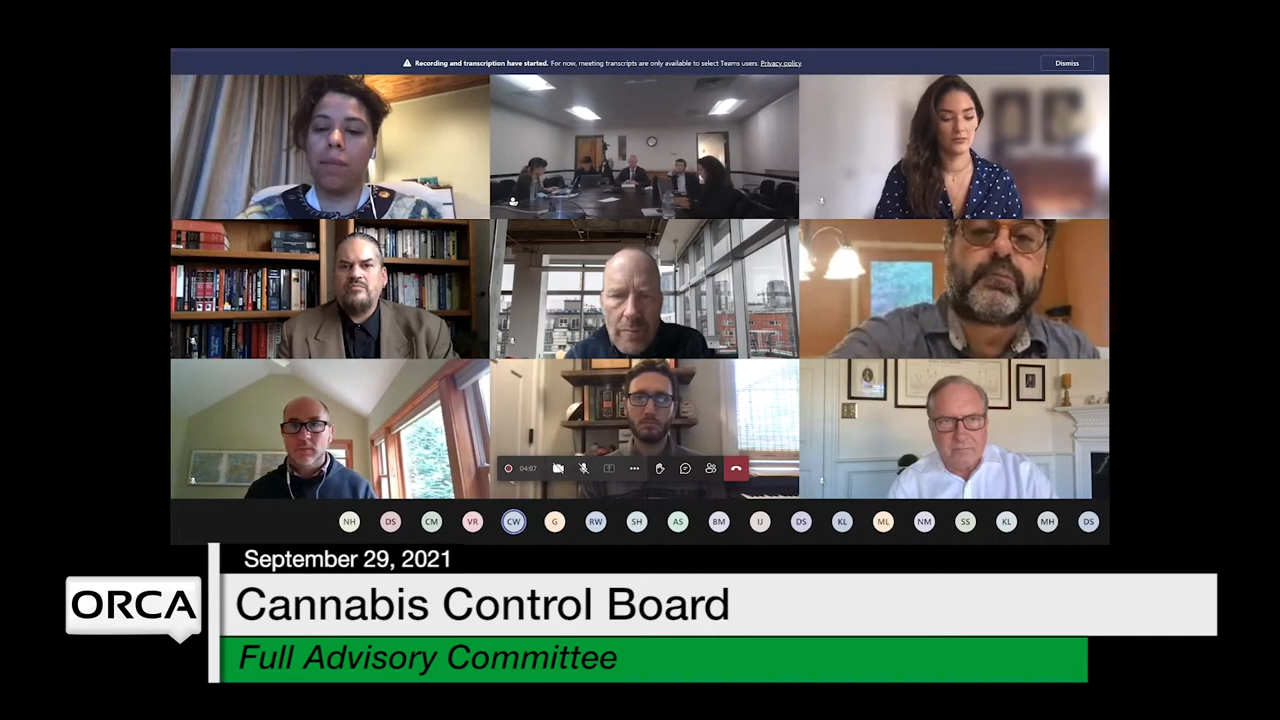 Recording and transcription have started. For now, meeting transcripts are only available to select Teams users. Privacy policy
Dismiss
04:07
NH DS CM VR CW G RW SH AS BM IJ DS KL ML NM SS KL MH DS
September 29, 2021
ORCA
Cannabis Control Board
Full Advisory Committee